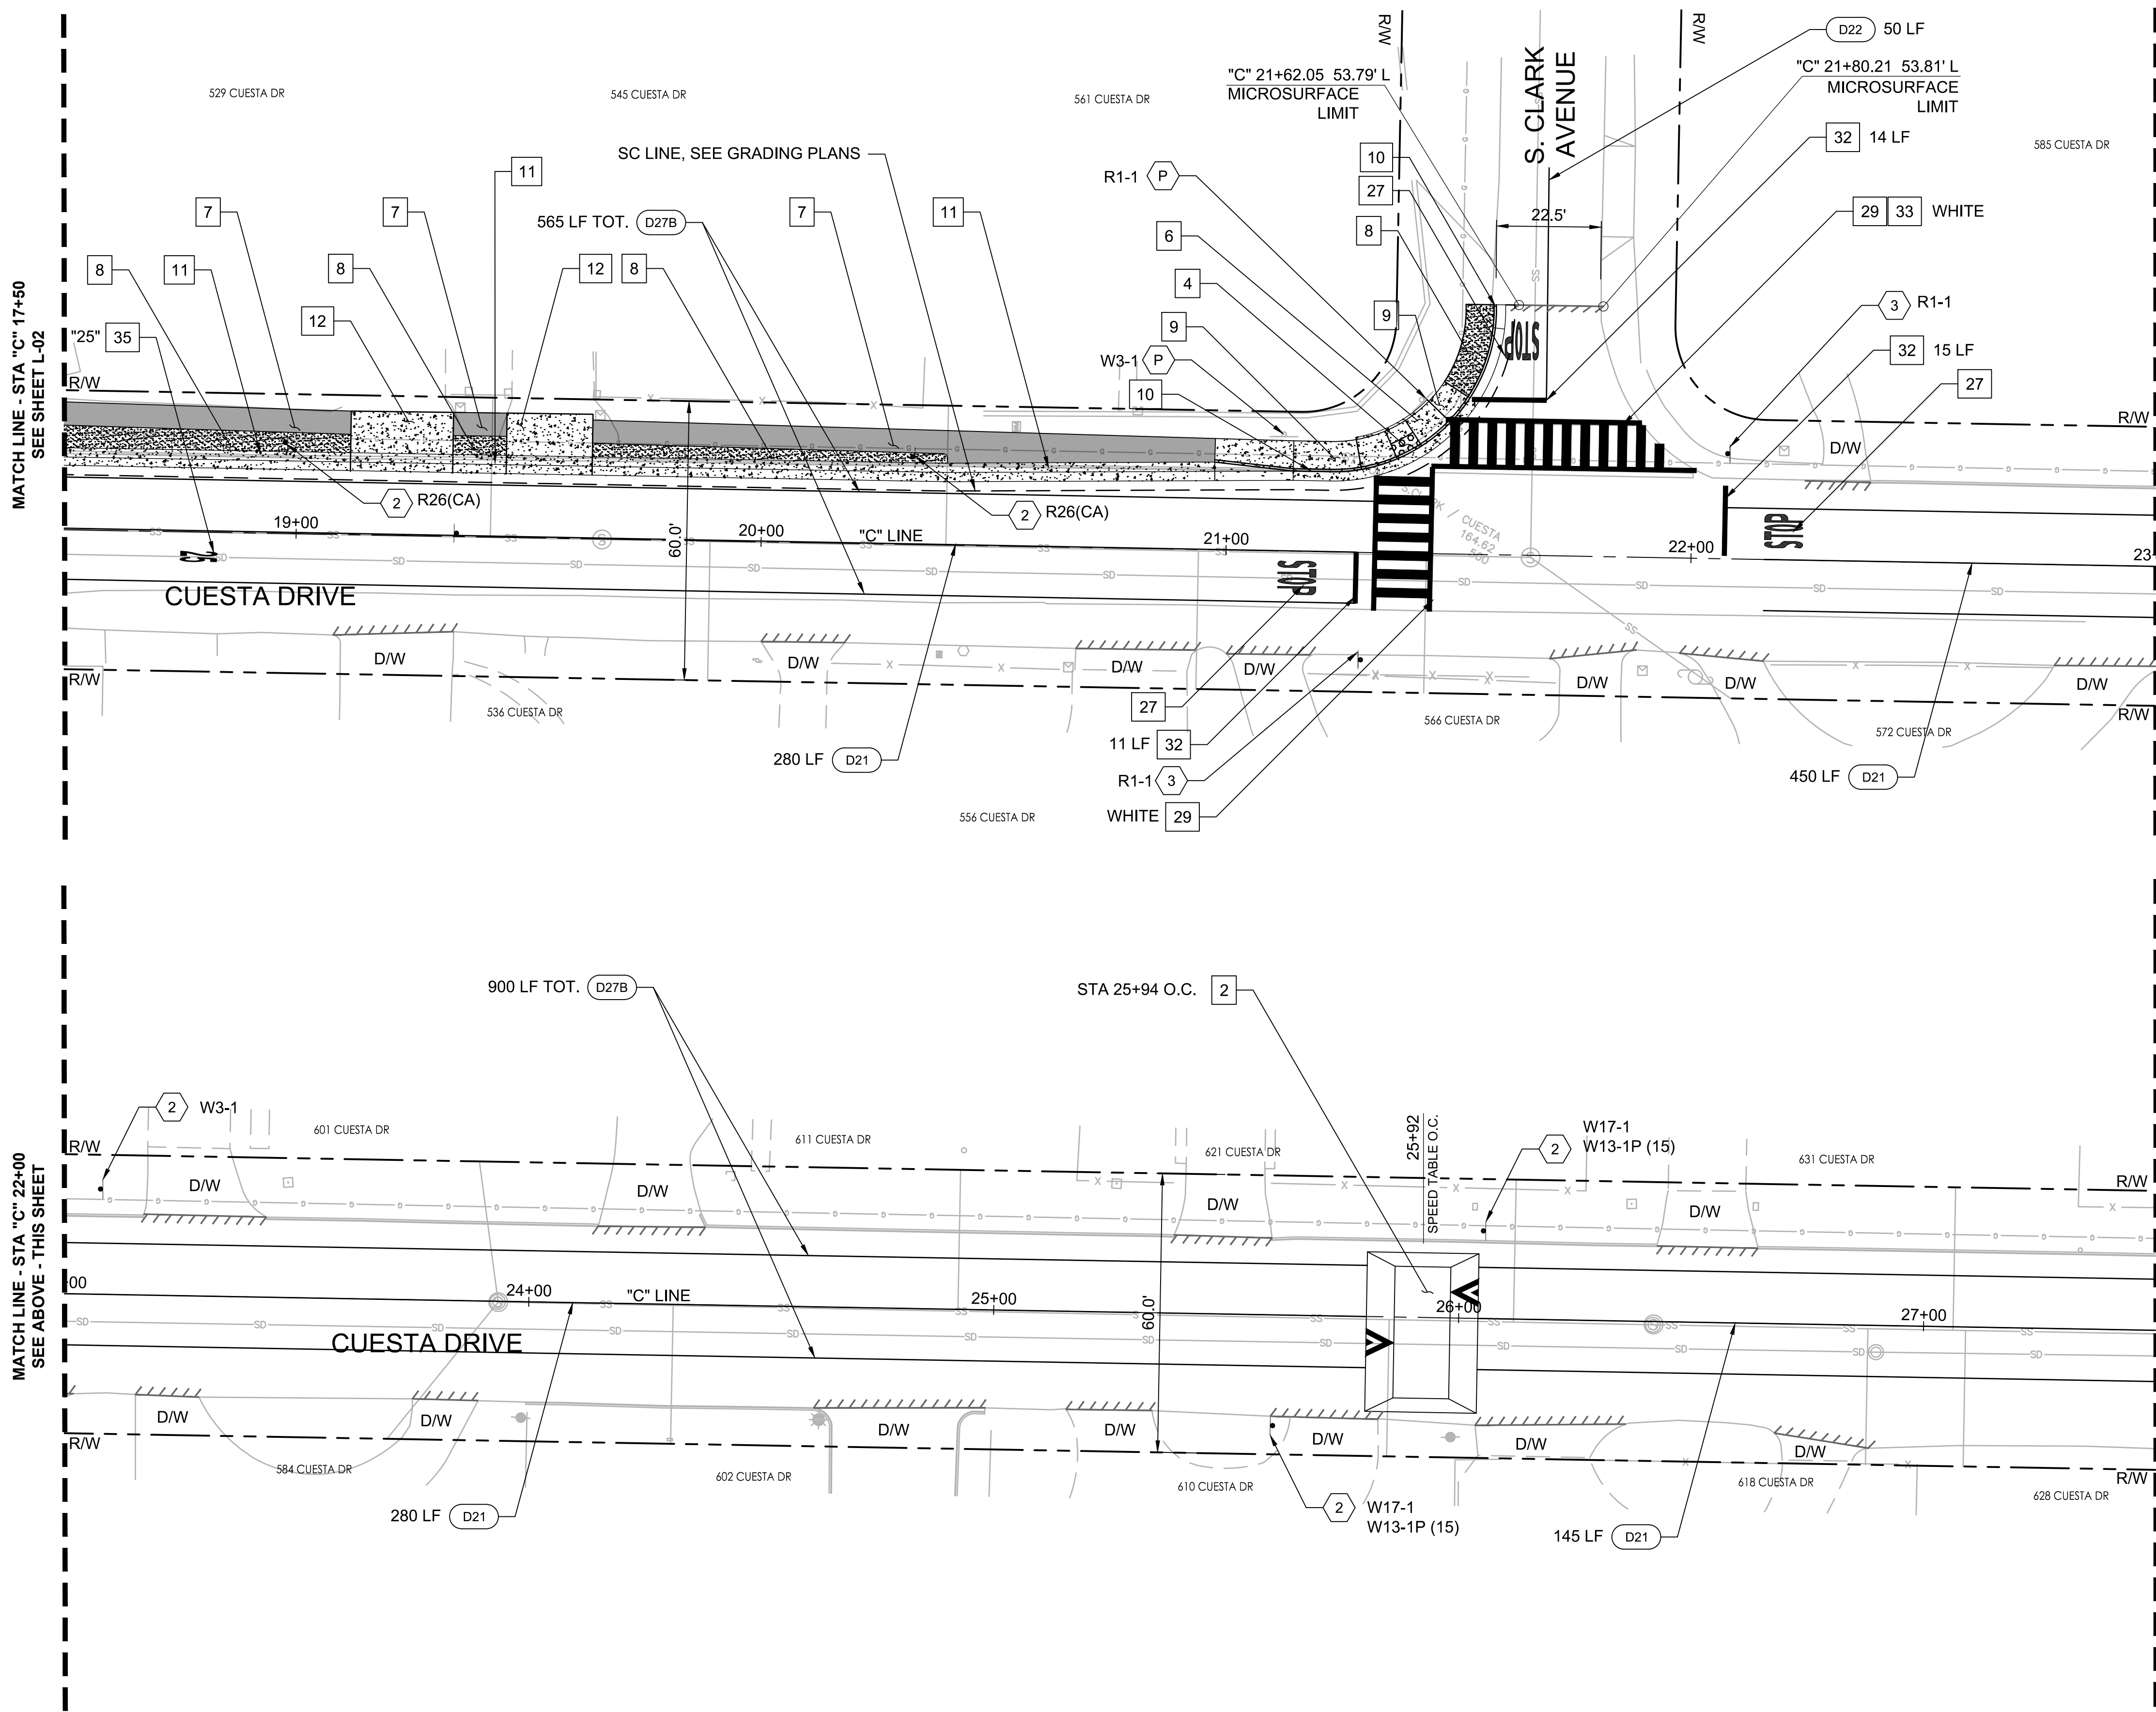 MATCH LINE - STA "C" 17+50
SEE SHEET L-02
529 CUESTA DR
545 CUESTA DR
561 CUESTA DR
585 CUESTA DR
R/W
R/W
S. CLARK
AVENUE
D22 50 LF
"C" 21+62.05 53.79' L
MICROSURFACE
LIMIT
"C" 21+80.21 53.81' L
MICROSURFACE
LIMIT
32 14 LF
29 33 WHITE
22.5'
SC LINE, SEE GRADING PLANS
11
10
27
R1-1 P
7
7
565 LF TOT. D27B
7
11
6
8
8
11
8
12
8
4
3 R1-1
12
9
9
"25" 35
W3-1 P
10
32 15 LF
27
R/W
R/W
D/W
STOP
2 R26(CA)
2 R26(CA)
S.CLARK / CUESTA
164.62
500
19+00
20+00
"C" LINE
21+00
22+00
23
60.0'
25
STOP
STOP
SS
SD
G
X
CUESTA DRIVE
D/W
D/W
D/W
D/W
D/W
D/W
D/W
R/W
R/W
536 CUESTA DR
566 CUESTA DR
572 CUESTA DR
556 CUESTA DR
27
11 LF 32
280 LF D21
R1-1 3
WHITE 29
450 LF D21
MATCH LINE - STA "C" 22+00
SEE ABOVE - THIS SHEET
900 LF TOT. D27B
STA 25+94 O.C. 2
2 W3-1
601 CUESTA DR
611 CUESTA DR
621 CUESTA DR
631 CUESTA DR
25+92
SPEED TABLE O.C.
2 W17-1
W13-1P (15)
R/W
R/W
D/W
D/W
D/W
D/W
00
24+00
"C" LINE
25+00
26+00
27+00
60.0'
CUESTA DRIVE
D/W
D/W
D/W
D/W
D/W
D/W
D/W
R/W
R/W
584 CUESTA DR
602 CUESTA DR
610 CUESTA DR
618 CUESTA DR
628 CUESTA DR
280 LF D21
2 W17-1
W13-1P (15)
145 LF D21